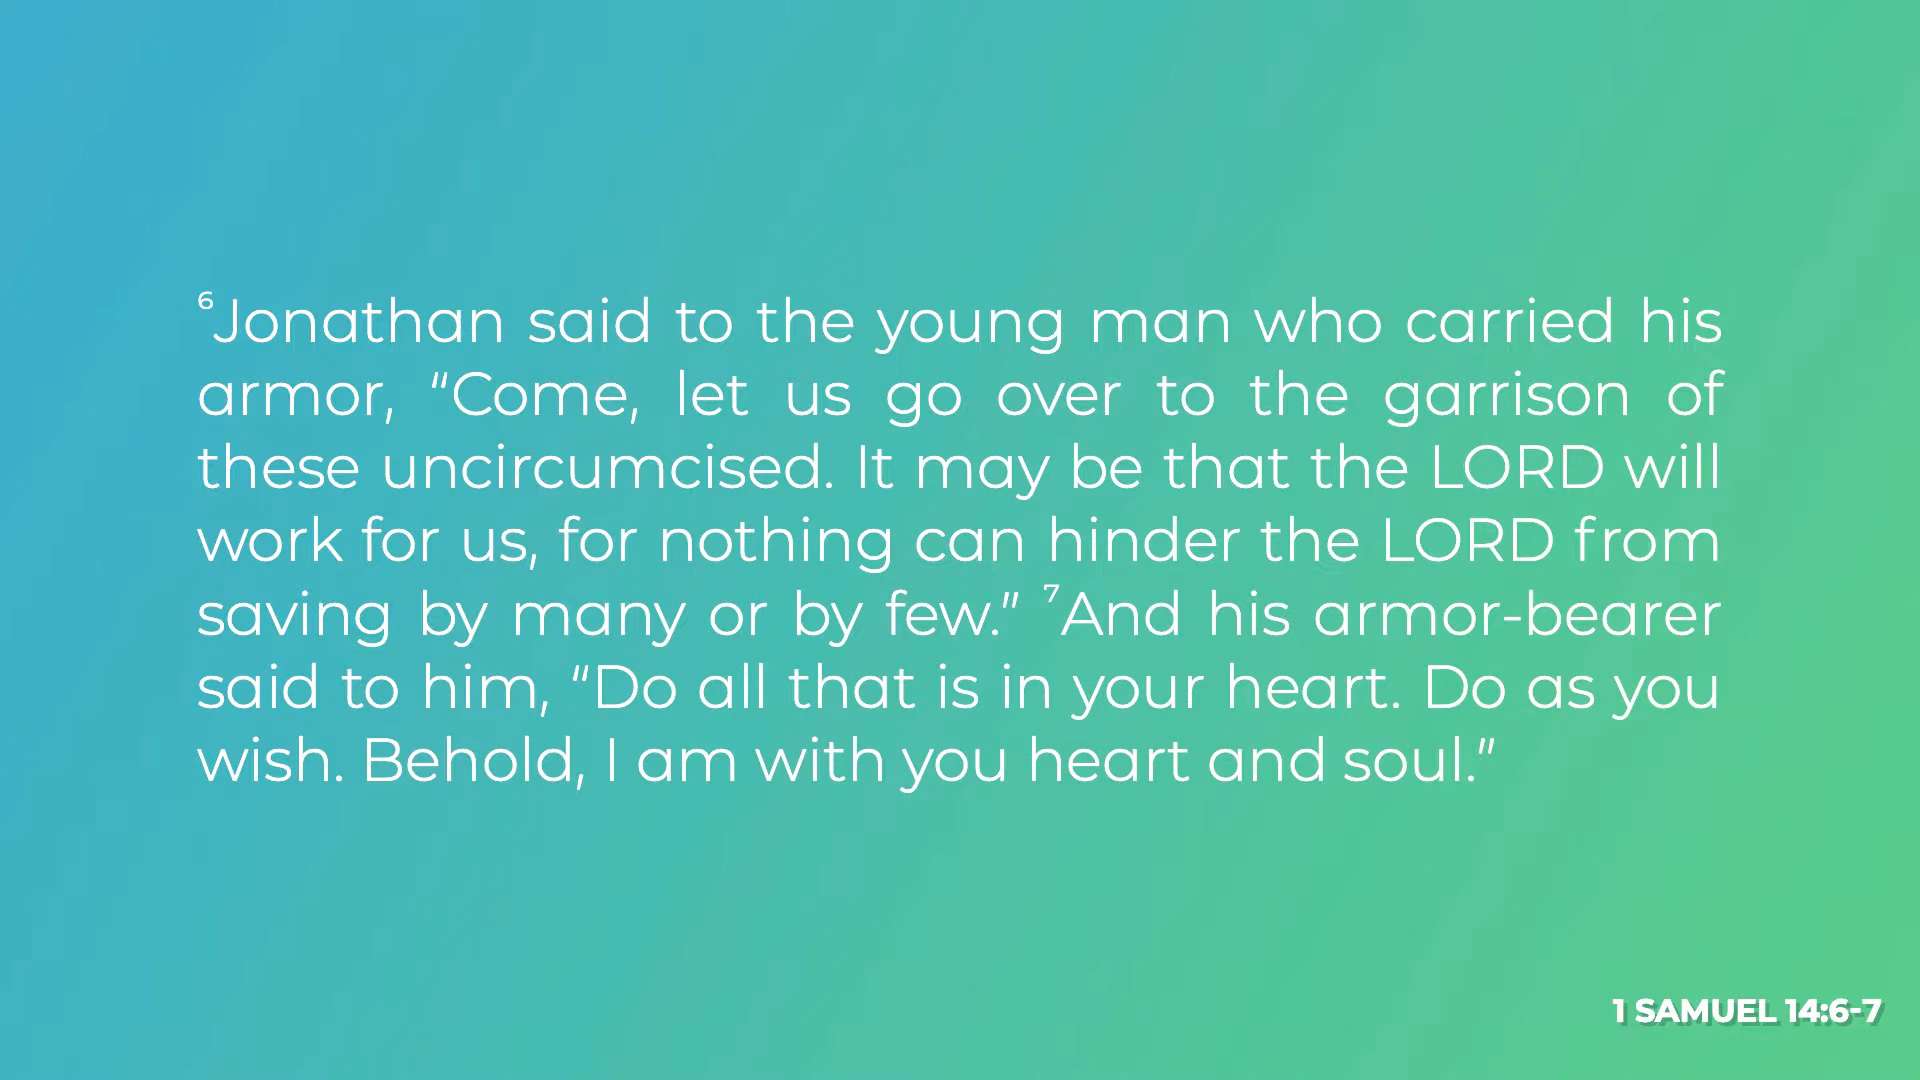 ⁶Jonathan said to the young man who carried his
armor, “Come, let us go over to the garrison of
these uncircumcised. It may be that the LORD will
work for us, for nothing can hinder the LORD from
saving by many or by few.” ⁷And his armor-bearer
said to him, “Do all that is in your heart. Do as you
wish. Behold, I am with you heart and soul.”
1 SAMUEL 14:6-7